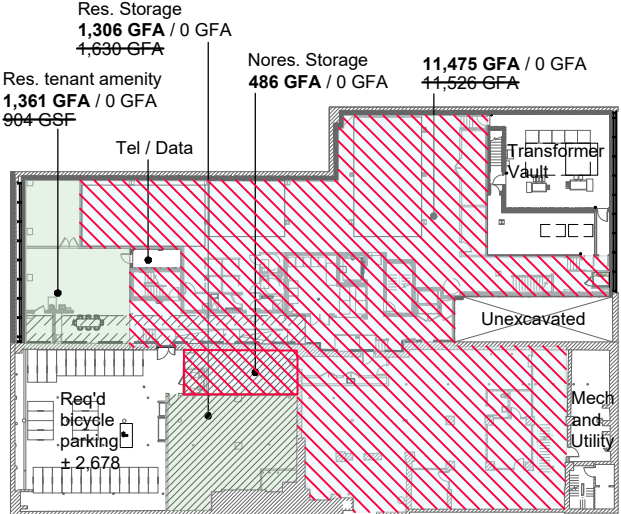 Res. Storage
1,306 GFA / 0 GFA
1,630 GFA
Nores. Storage
486 GFA / 0 GFA
11,475 GFA / 0 GFA
11,526 GFA
Res. tenant amenity
1,361 GFA / 0 GFA
904 GSF
Tel / Data
Transformer
Vault
Unexcavated
Req'd
bicycle
parking
± 2,678
Mech
and
Utility